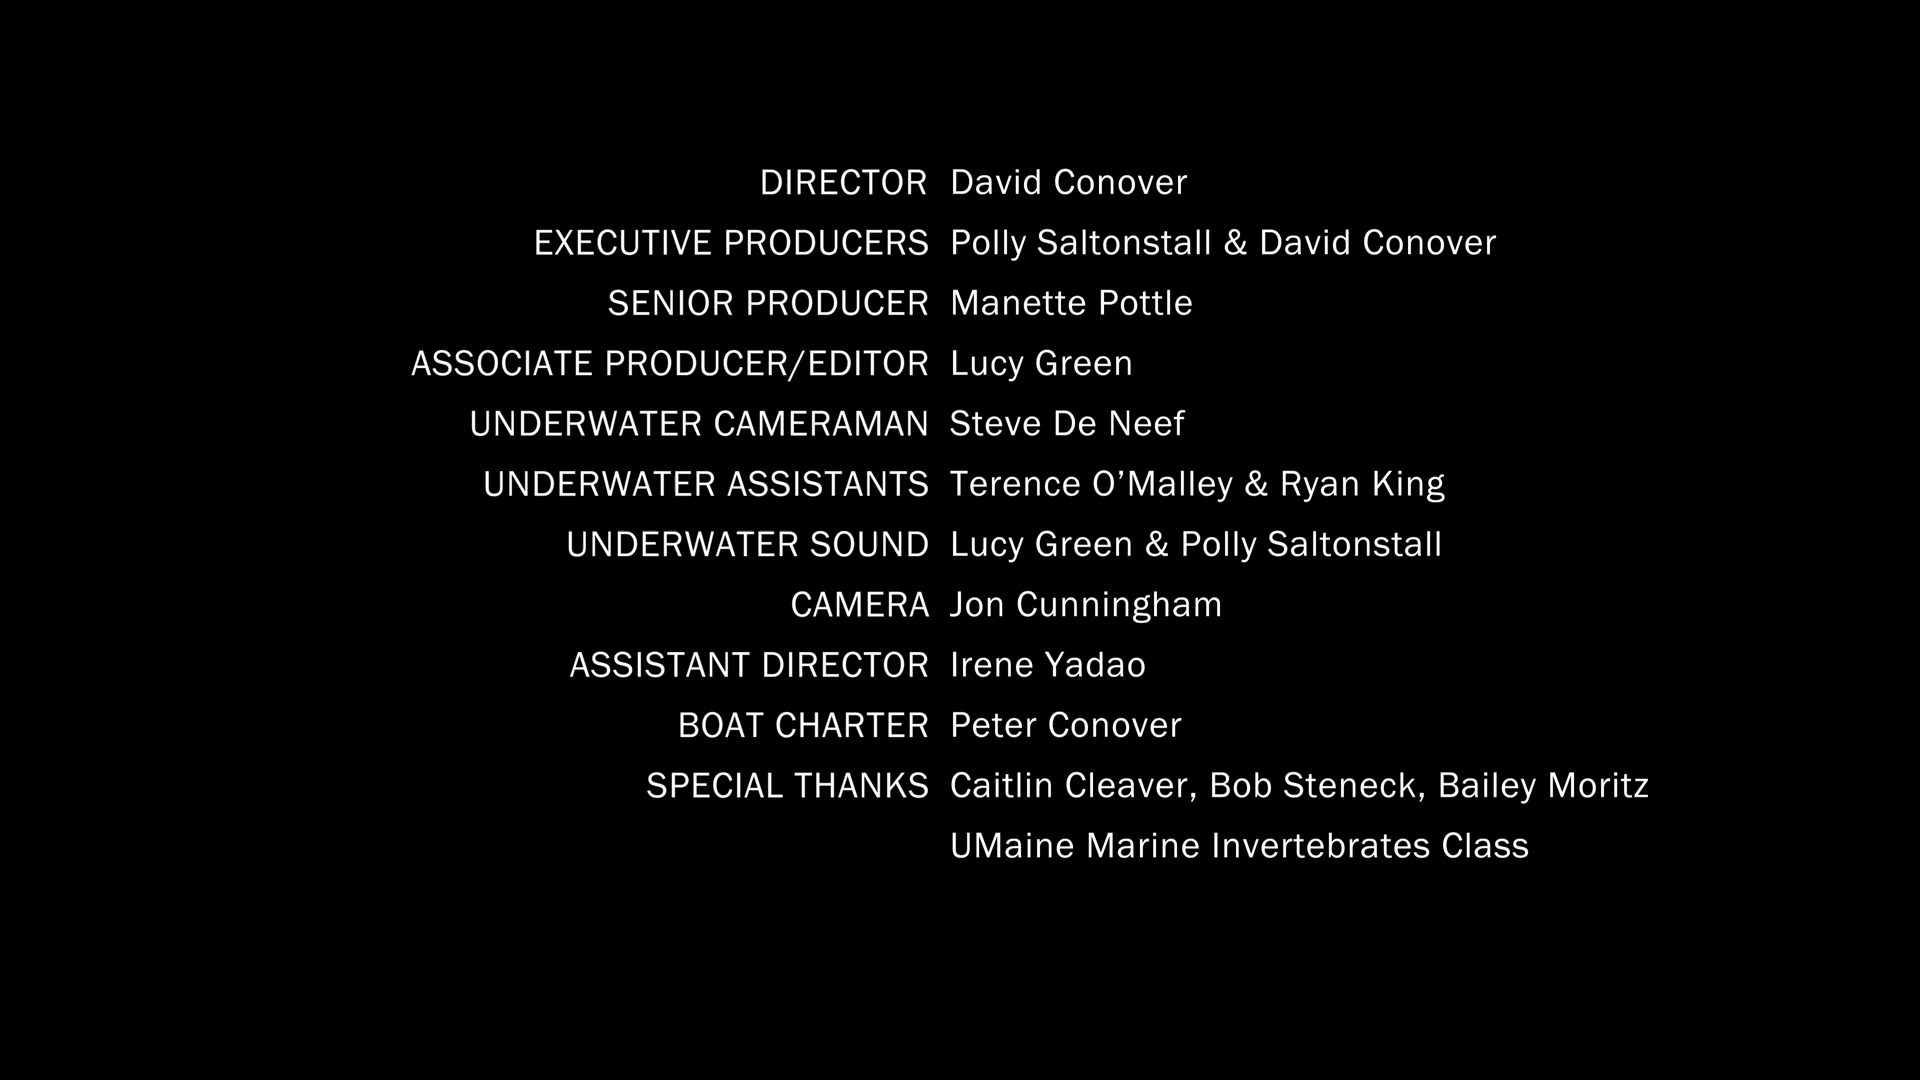 DIRECTOR David Conover
EXECUTIVE PRODUCERS Polly Saltonstall & David Conover
SENIOR PRODUCER Manette Pottle
ASSOCIATE PRODUCER/EDITOR Lucy Green
UNDERWATER CAMERAMAN Steve De Neef
UNDERWATER ASSISTANTS Terence O’Malley & Ryan King
UNDERWATER SOUND Lucy Green & Polly Saltonstall
CAMERA Jon Cunningham
ASSISTANT DIRECTOR Irene Yadao
BOAT CHARTER Peter Conover
SPECIAL THANKS Caitlin Cleaver, Bob Steneck, Bailey Moritz
UMaine Marine Invertebrates Class